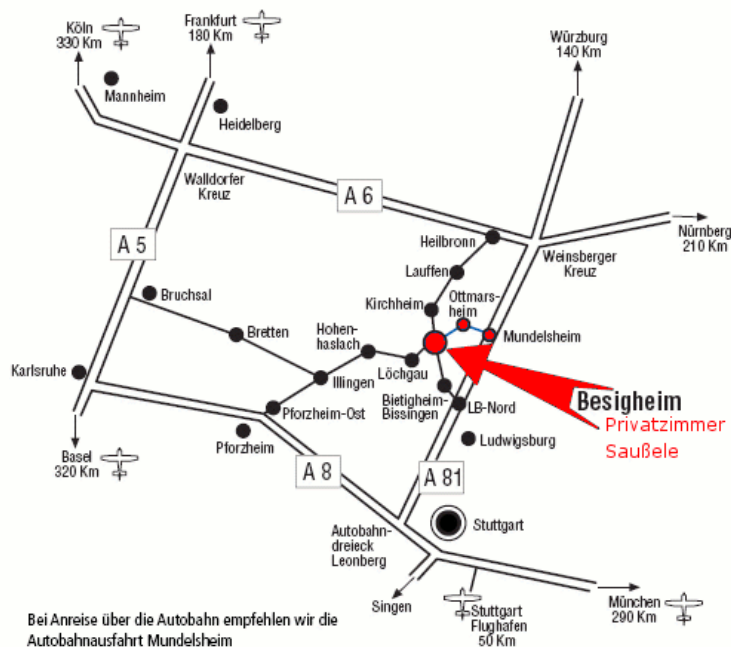 Köln
330 Km
Frankfurt
180 Km
Würzburg
140 Km
Mannheim
Heidelberg
Walldorfer
Kreuz
A 6
A 5
Nürnberg
210 Km
Heilbronn
Weinsberger
Kreuz
Lauffen
Ottmars-
heim
Kirchheim
Bruchsal
Mundelsheim
Bretten
Hohen-
haslach
Karlsruhe
Illingen
Löchgau
Bietigheim-
Bissingen
LB-Nord
Besigheim
Privatzimmer
Saußele
Pforzheim-Ost
Pforzheim
Ludwigsburg
Basel
320 Km
A 8
A 81
Stuttgart
Autobahn-
dreieck
Leonberg
Singen
Stuttgart
Flughafen
50 Km
München
290 Km
Bei Anreise über die Autobahn empfehlen wir die
Autobahnausfahrt Mundelsheim